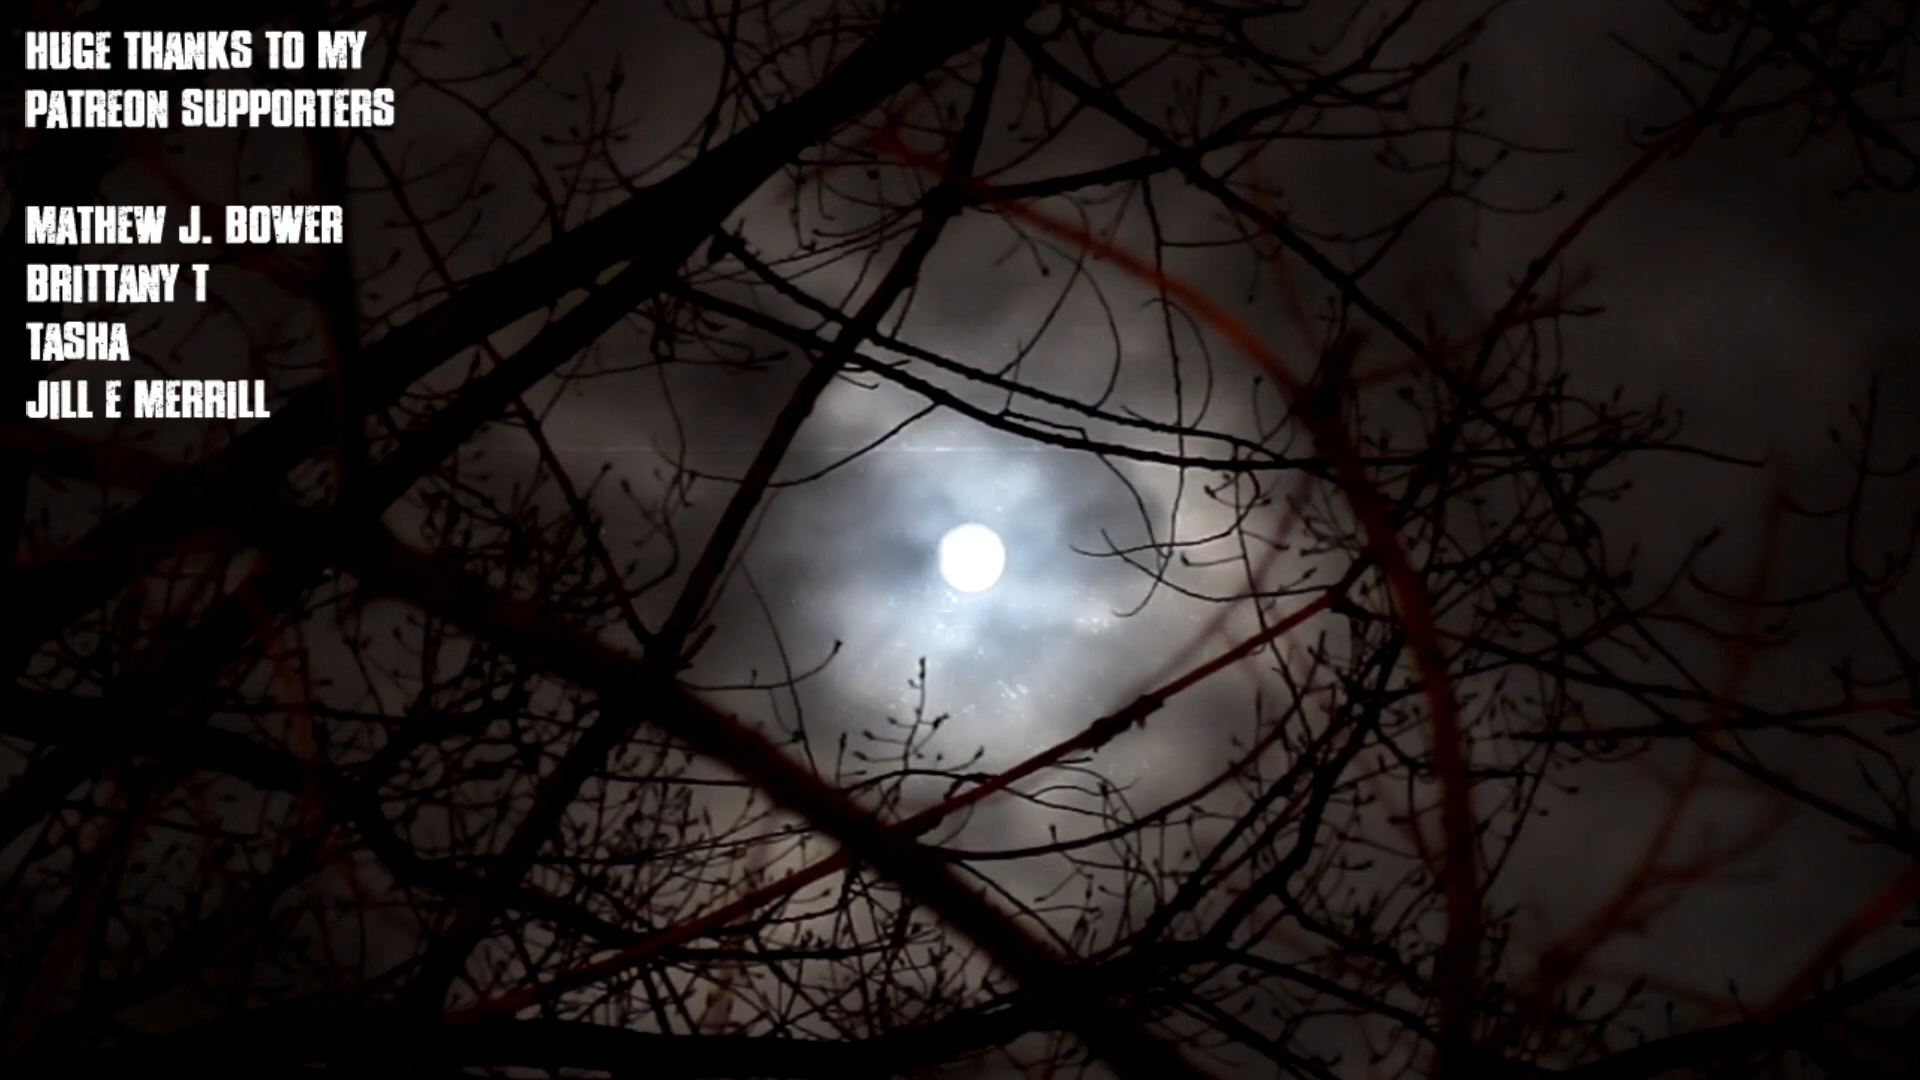 HUGE THANKS TO MY
PATREON SUPPORTERS
MATHEW J. BOWER
BRITTANY T
TASHA
JILL E MERRILL